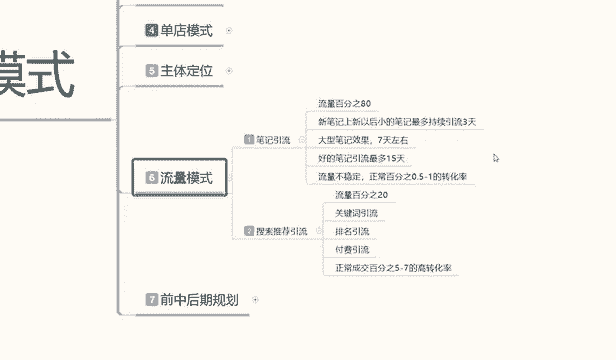 4 单店模式
5 主体定位
模式
流量百分之80
新笔记上新以后小的笔记最多持续引流3天
1 笔记引流
大型笔记效果，7天左右
好的笔记引流最多15天
流量不稳定，正常百分之0.5-1的转化率
6 流量模式
流量百分之20
关键词引流
2 搜索推荐引流
排名引流
付费引流
正常成交百分之5-7的高转化率
7 前中后期规划